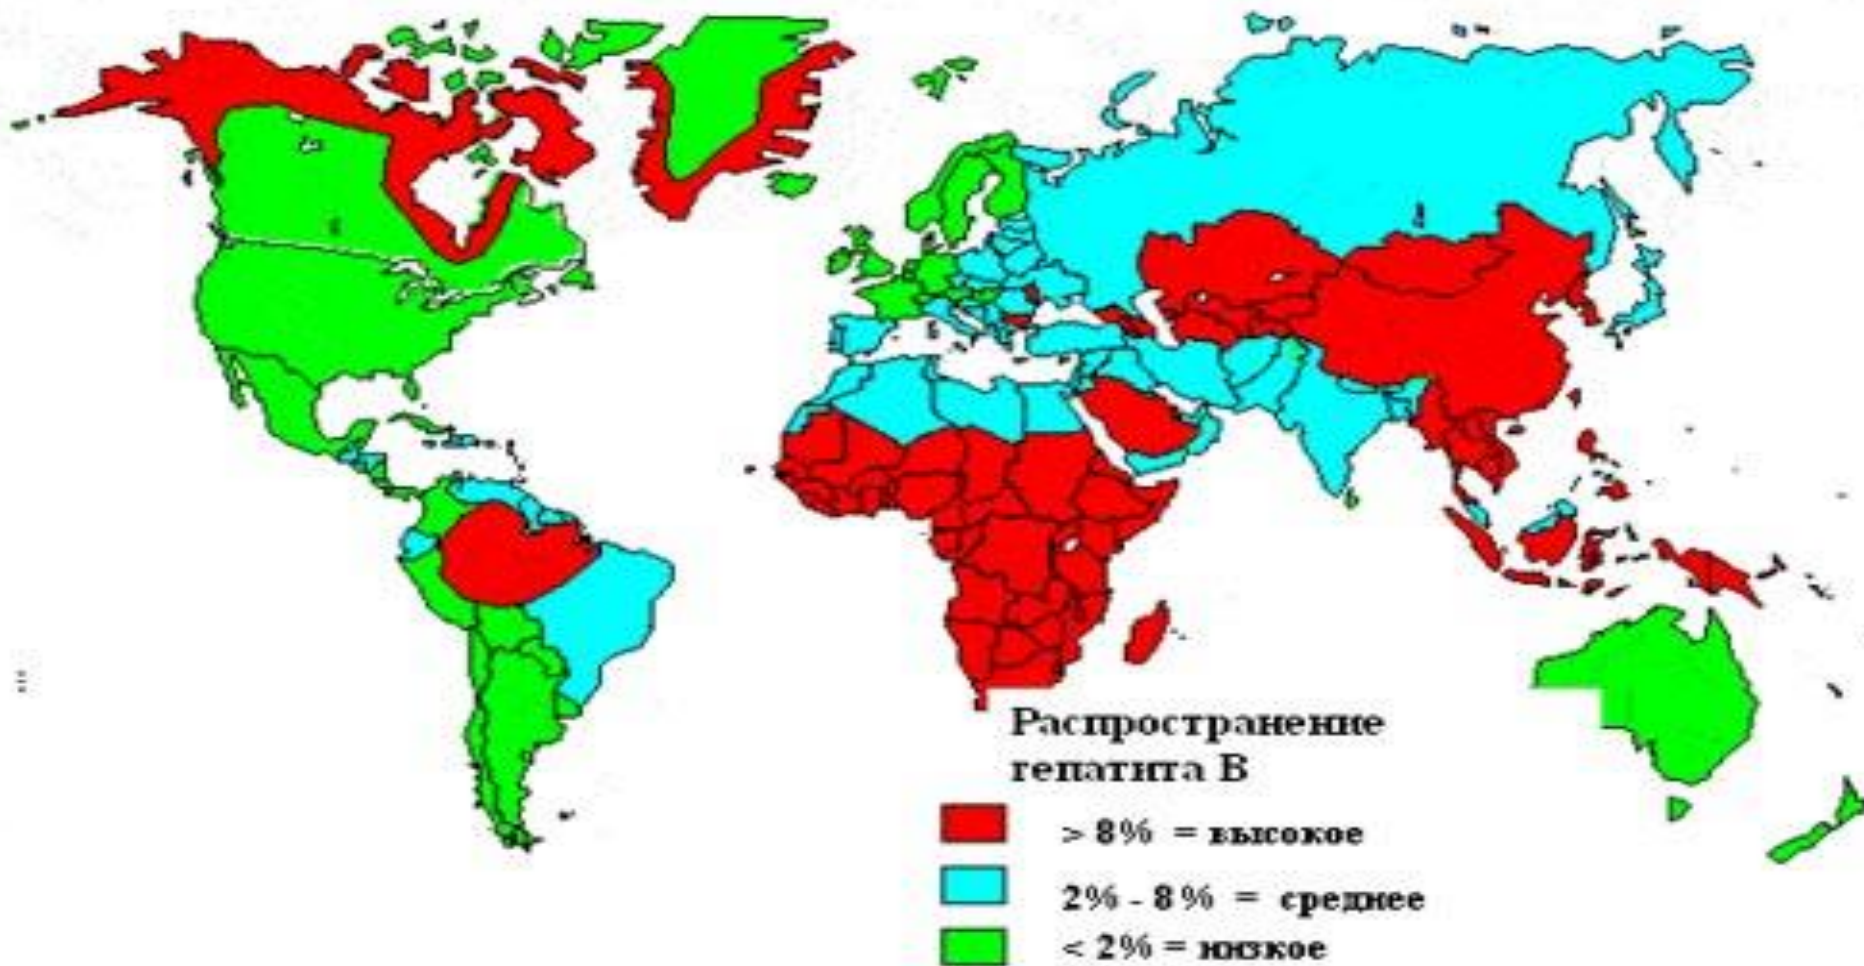 Распространение
гепатита В
> 8% = высокое
2% - 8% = среднее
< 2% = низкое